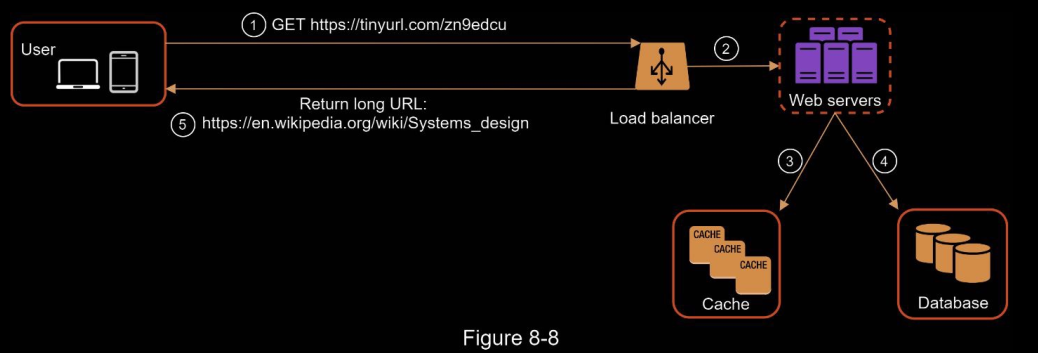 1 GET https://tinyurl.com/zn9edcu
User
2
Return long URL:
5 https://en.wikipedia.org/wiki/Systems_design
Load balancer
Web servers
3
4
CACHE
CACHE
CACHE
Cache
Database
Figure 8-8